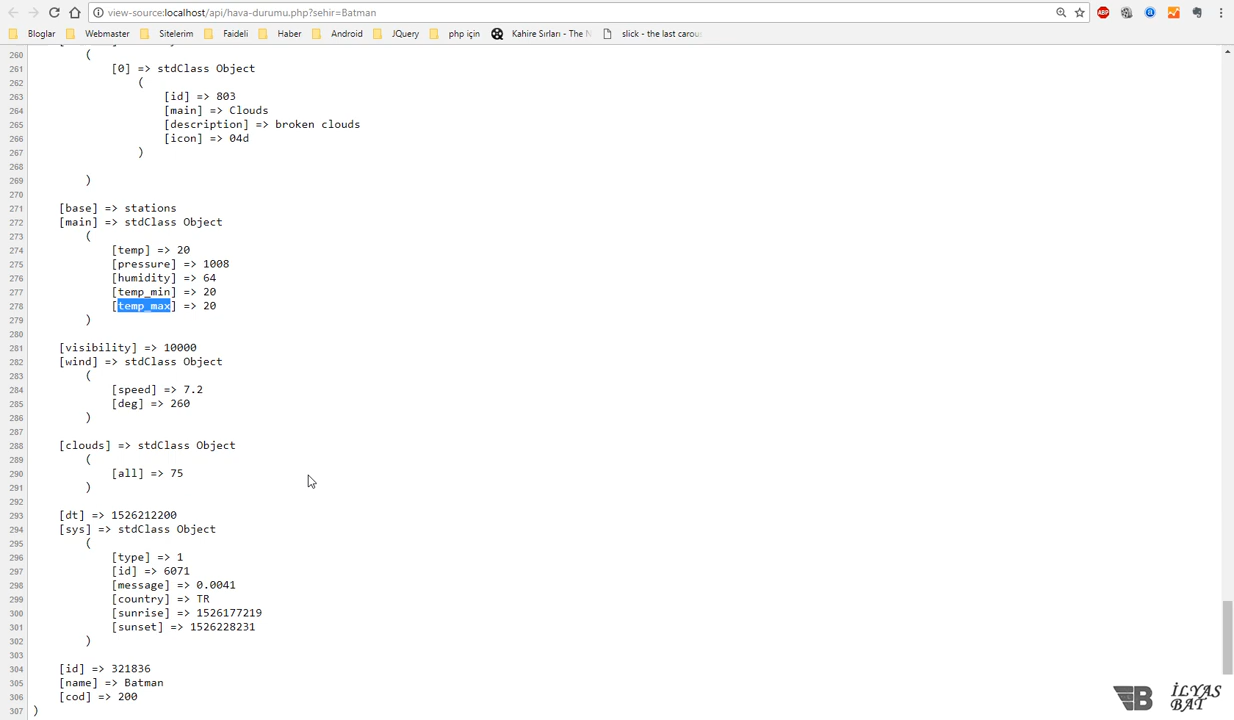 view-source:localhost/api/hava-durumu.php?sehir=Batman
Bloglar Webmaster Sitelerim Faideli Haber Android JQuery php için Kahire Sırları - The N slick - the last carou
260 (
261 [0] => stdClass Object
262 (
263 [id] => 803
264 [main] => Clouds
265 [description] => broken clouds
266 [icon] => 04d
267 )
268
269 )
270
271 [base] => stations
272 [main] => stdClass Object
273 (
274 [temp] => 20
275 [pressure] => 1008
276 [humidity] => 64
277 [temp_min] => 20
278 [temp_max] => 20
279 )
280
281 [visibility] => 10000
282 [wind] => stdClass Object
283 (
284 [speed] => 7.2
285 [deg] => 260
286 )
287
288 [clouds] => stdClass Object
289 (
290 [all] => 75
291 )
292
293 [dt] => 1526212200
294 [sys] => stdClass Object
295 (
296 [type] => 1
297 [id] => 6071
298 [message] => 0.0041
299 [country] => TR
300 [sunrise] => 1526177219
301 [sunset] => 1526228231
302 )
303
304 [id] => 321836
305 [name] => Batman
306 [cod] => 200
307 )
İLYAS
BAT